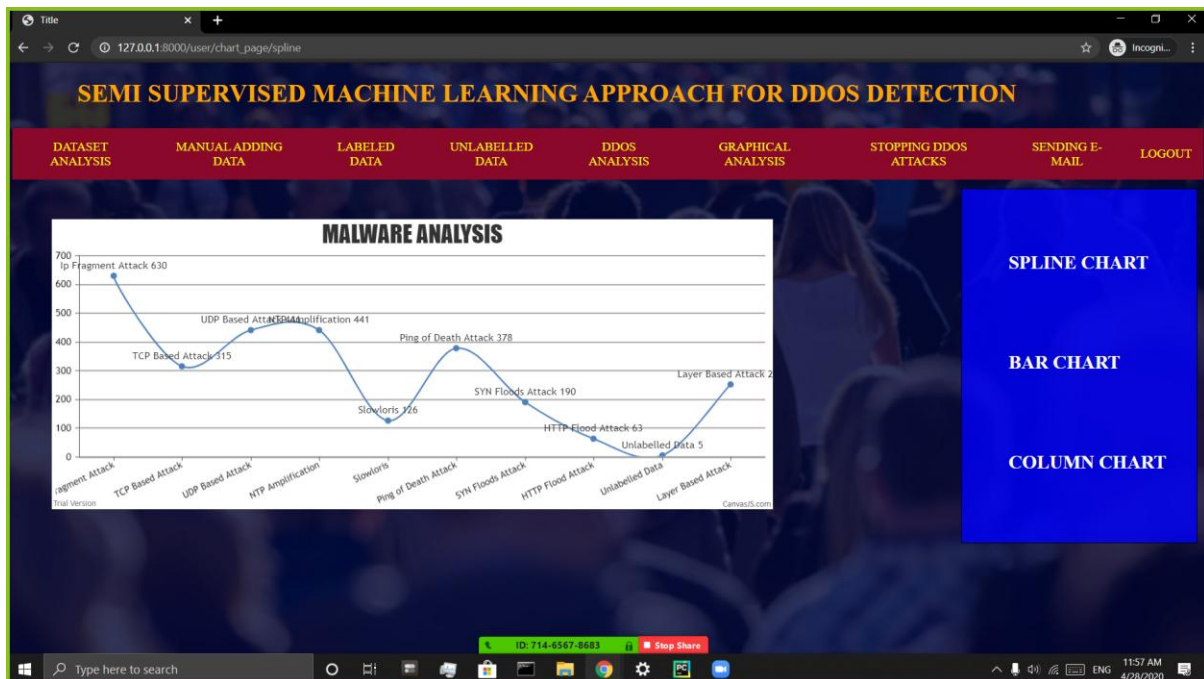 Title
127.0.0.1:8000/user/chart_page/spline
Incogni...
SEMI SUPERVISED MACHINE LEARNING APPROACH FOR DDOS DETECTION
DATASET ANALYSIS
MANUAL ADDING DATA
LABELED DATA
UNLABELLED DATA
DDOS ANALYSIS
GRAPHICAL ANALYSIS
STOPPING DDOS ATTACKS
SENDING E-MAIL
LOGOUT
MALWARE ANALYSIS
700
600
500
400
300
200
100
0
Ip Fragment Attack 630
TCP Based Attack 315
UDP Based Attack
NTP Amplification 441
Slowloris 126
Ping of Death Attack 378
SYN Floods Attack 190
HTTP Flood Attack 63
Unlabelled Data 5
Layer Based Attack 2
ragment Attack
TCP Based Attack
UDP Based Attack
NTP Amplification
Slowloris
Ping of Death Attack
SYN Floods Attack
HTTP Flood Attack
Unlabelled Data
Layer Based Attack
Trial Version
CanvasJS.com
SPLINE CHART
BAR CHART
COLUMN CHART
ID: 714-6567-8683
Stop Share
Type here to search
PC
ENG
11:57 AM
4/28/2020